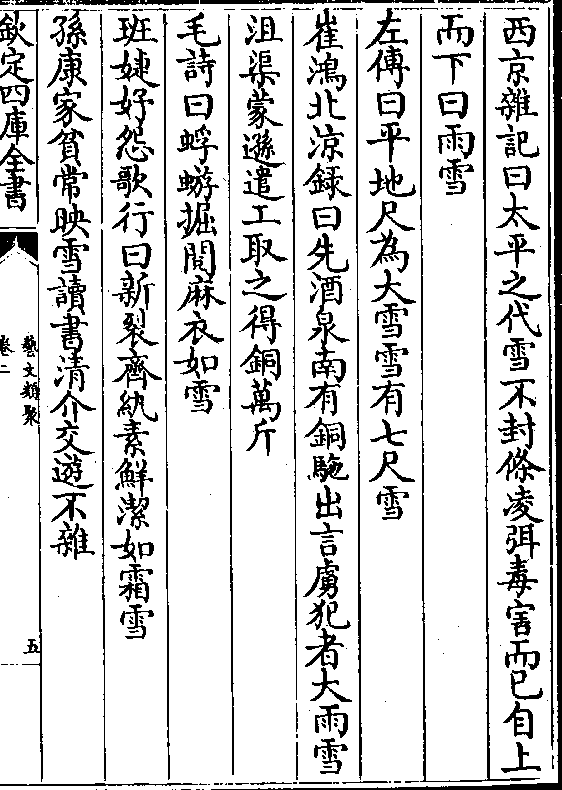 西京雜記曰太平之代雪不封條凌弭毒害而已自上
而下曰雨雪
左傳曰平地尺為大雪雪有七尺雪
崔鴻北涼録曰先酒泉南有銅駞出言虜犯者大雨雪
沮渠蒙遜遣工取之得銅萬斤
毛詩曰蜉蝣掘閱麻衣如雪
班婕妤怨歌行曰新裂齊紈素鮮潔如霜雪
孫康家貧常映雪讀書清介交遊不雜
欽定四庫全書
藝文類聚
卷二
五